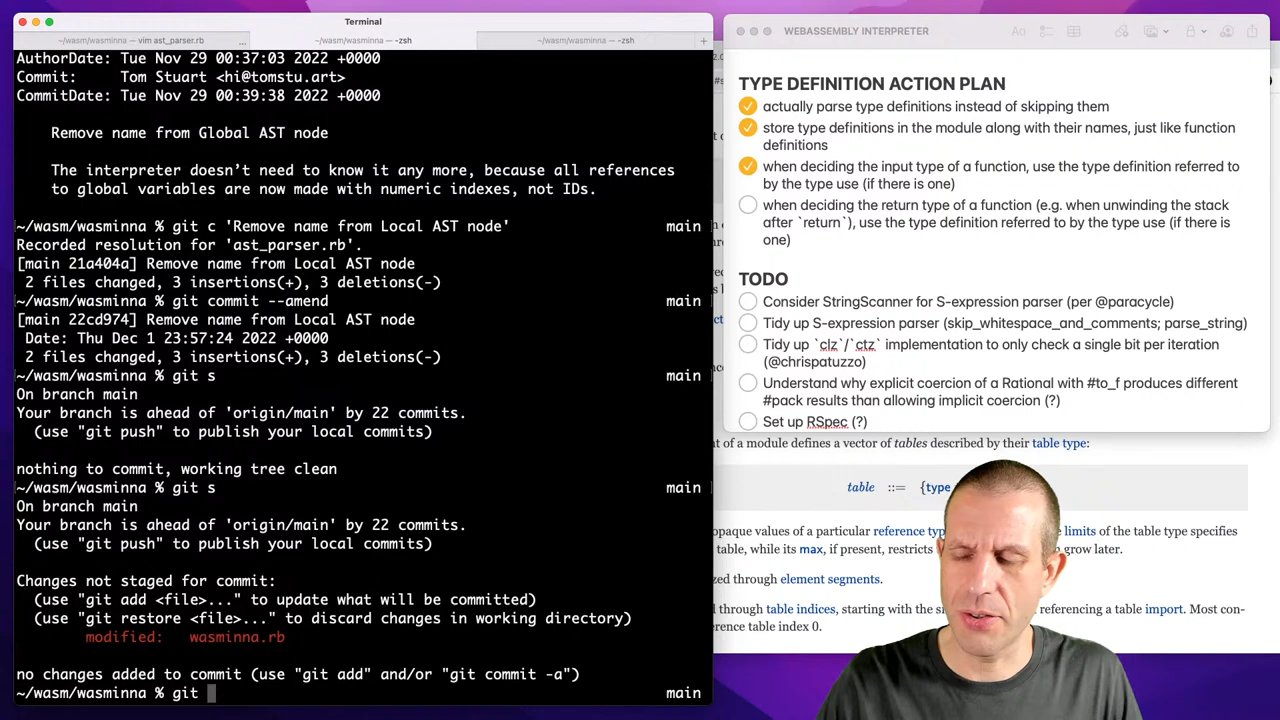 Terminal
~/wasm/wasminna — vim ast_parser.rb ...
~/wasm/wasminna — -zsh
~/wasm/wasminna — -zsh
+
AuthorDate: Tue Nov 29 00:37:03 2022 +0000
Commit:     Tom Stuart <hi@tomstu.art>
CommitDate: Tue Nov 29 00:39:38 2022 +0000
Remove name from Global AST node
The interpreter doesn’t need to know it any more, because all references
to global variables are now made with numeric indexes, not IDs.
~/wasm/wasminna % git c 'Remove name from Local AST node' main
Recorded resolution for 'ast_parser.rb'.
[main 21a404a] Remove name from Local AST node
2 files changed, 3 insertions(+), 3 deletions(-)
~/wasm/wasminna % git commit --amend main
[main 22cd974] Remove name from Local AST node
Date: Thu Dec 1 23:57:24 2022 +0000
2 files changed, 3 insertions(+), 3 deletions(-)
~/wasm/wasminna % git s main
On branch main
Your branch is ahead of 'origin/main' by 22 commits.
(use "git push" to publish your local commits)
nothing to commit, working tree clean
~/wasm/wasminna % git s main
On branch main
Your branch is ahead of 'origin/main' by 22 commits.
(use "git push" to publish your local commits)
Changes not staged for commit:
(use "git add <file>..." to update what will be committed)
(use "git restore <file>..." to discard changes in working directory)
modified:   wasminna.rb
no changes added to commit (use "git add" and/or "git commit -a")
~/wasm/wasminna % git main
WEBASSEMBLY INTERPRETER
Aa
TYPE DEFINITION ACTION PLAN
actually parse type definitions instead of skipping them
store type definitions in the module along with their names, just like function
definitions
when deciding the input type of a function, use the type definition referred to
by the type use (if there is one)
when deciding the return type of a function (e.g. when unwinding the stack
after `return`), use the type definition referred to by the type use (if there is
one)
TODO
Consider StringScanner for S-expression parser (per @paracycle)
Tidy up S-expression parser (skip_whitespace_and_comments; parse_string)
Tidy up `clz`/`ctz` implementation to only check a single bit per iteration
(@chrispatuzzo)
Understand why explicit coercion of a Rational with #to_f produces different
#pack results than allowing implicit coercion (?)
Set up RSpec (?)
nt of a module defines a vector of tables described by their table type:
table ::= {type
opaque values of a particular reference typ
limits of the table type specifies
table, while its max, if present, restricts
n grow later.
zed through element segments.
d through table indices, starting with the s
referencing a table import. Most con-
ference table index 0.